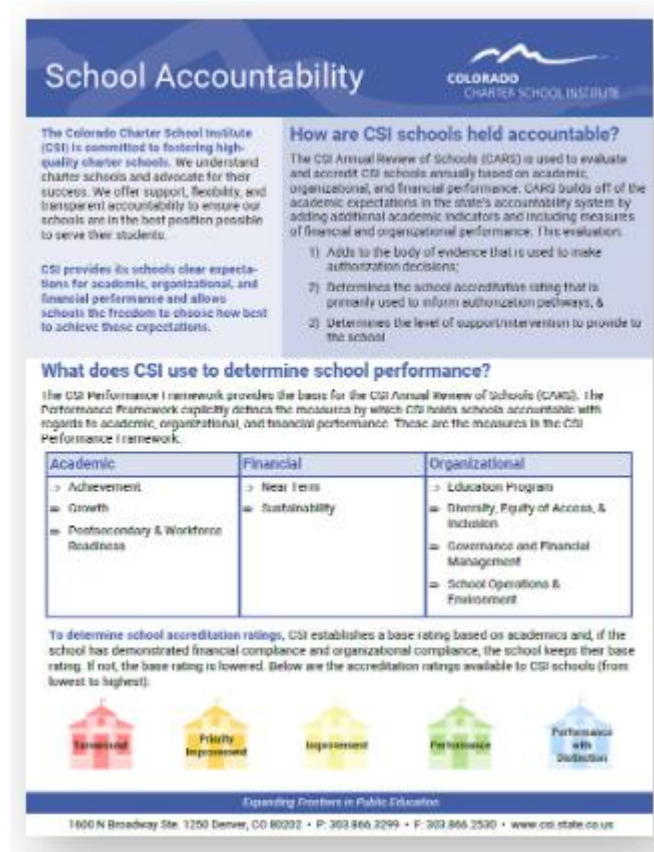 School Accountability
COLORADO
CHARTER SCHOOL INSTITUTE
The Colorado Charter School Institute
(CSI) is committed to fostering high-
quality charter schools. We understand
charter schools and advocate for their
success. We offer support, flexibility, and
transparent accountability to ensure our
schools are in the best position possible
to serve their students.
CSI provides its schools clear expecta-
tions for academic, organizational, and
financial performance and allows
schools the freedom to choose how best
to achieve those expectations.
How are CSI schools held accountable?
The CSI Annual Review of Schools (CARS) is used to evaluate
and accredit CSI schools annually based on academic,
organizational, and financial performance. CARS builds off of the
academic expectations in the state's accountability system by
adding additional academic indicators and including measures
of financial and organizational performance. This evaluation:
1) Adds to the body of evidence that is used to make
authorization decisions;
2) Determines the school accreditation rating that is
primarily used to inform authorization pathways, &
3) Determines the level of support/intervention to provide to
the school
What does CSI use to determine school performance?
The CSI Performance Framework provides the basis for the CSI Annual Review of Schools (CARS). The
Performance Framework explicitly defines the measures by which CSI holds schools accountable with
regards to academic, organizational, and financial performance. These are the measures in the CSI
Performance Framework.
Academic
⇒ Achievement
⇒ Growth
⇒ Postsecondary & Workforce
Readiness
Financial
⇒ Near Term
⇒ Sustainability
Organizational
⇒ Education Program
⇒ Diversity, Equity of Access, &
Inclusion
⇒ Governance and Financial
Management
⇒ School Operations &
Environment
To determine school accreditation ratings, CSI establishes a base rating based on academics and, if the
school has demonstrated financial compliance and organizational compliance, the school keeps their base
rating. If not, the base rating is lowered. Below are the accreditation ratings available to CSI schools (from
lowest to highest):
Turnaround
Priority
Improvement
Improvement
Performance
Performance
with
Distinction
Expanding Frontiers in Public Education
1600 N Broadway Ste. 1250 Denver, CO 80202 • P: 303.866.3299 • F: 303.866.2530 • www.csi.state.co.us